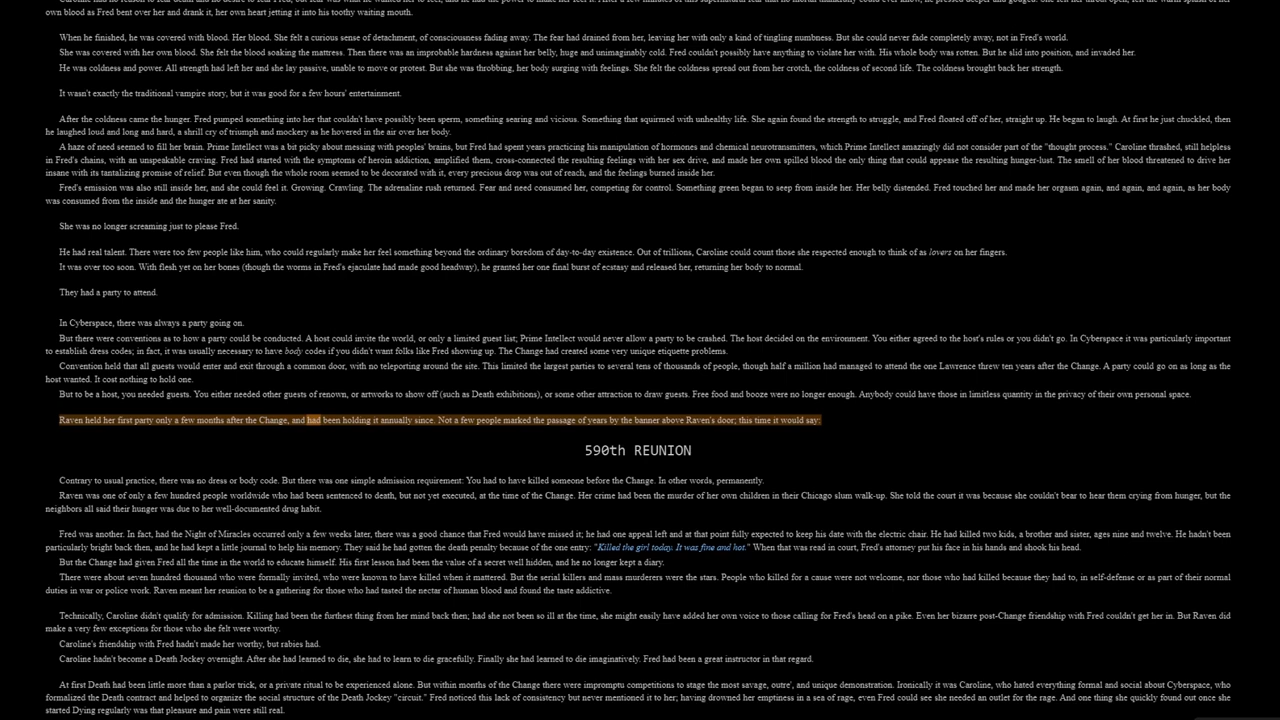 own blood as Fred bent over her and drank it, her own heart jetting it into his toothy waiting mouth.
When he finished, he was covered with blood. Her blood. She felt a curious sense of detachment, of consciousness fading away. The fear had drained from her, leaving her with only a kind of tingling numbness. But she could never fade completely away, not in Fred's world.
She was covered with her own blood. She felt the blood soaking the mattress. Then there was an improbable hardness against her belly, huge and unimaginably cold. Fred couldn't possibly have anything to violate her with. His whole body was rotten. But he slid into position, and invaded her.
He was coldness and power. All strength had left her and she lay passive, unable to move or protest. But she was throbbing, her body surging with feelings. She felt the coldness spread out from her crotch, the coldness of second life. The coldness brought back her strength.
It wasn't exactly the traditional vampire story, but it was good for a few hours' entertainment.
After the coldness came the hunger. Fred pumped something into her that couldn't have possibly been sperm, something searing and vicious. Something that squirmed with unhealthy life. She again found the strength to struggle, and Fred floated off of her, straight up. He began to laugh. At first he just chuckled, then
he laughed loud and long and hard, a shrill cry of triumph and mockery as he hovered in the air over her body.
A haze of need seemed to fill her brain. Prime Intellect was a bit picky about messing with peoples' brains, but Fred had spent years practicing his manipulation of hormones and chemical neurotransmitters, which Prime Intellect amazingly did not consider part of the "thought process." Caroline thrashed, still helpless
in Fred's chains, with an unspeakable craving. Fred had started with the symptoms of heroin addiction, amplified them, cross-connected the resulting feelings with her sex drive, and made her own spilled blood the only thing that could appease the resulting hunger-lust. The smell of her blood threatened to drive her
insane with its tantalizing promise of relief. But even though the whole room seemed to be decorated with it, every precious drop was out of reach, and the feelings burned inside her.
Fred's emission was also still inside her, and she could feel it. Growing. Crawling. The adrenaline rush returned. Fear and need consumed her, competing for control. Something green began to seep from inside her. Her belly distended. Fred touched her and made her orgasm again, and again, and again, as her body
was consumed from the inside and the hunger ate at her sanity.
She was no longer screaming just to please Fred.
He had real talent. There were too few people like him, who could regularly make her feel something beyond the ordinary boredom of day-to-day existence. Out of trillions, Caroline could count those she respected enough to think of as lovers on her fingers.
It was over too soon. With flesh yet on her bones (though the worms in Fred's ejaculate had made good headway), he granted her one final burst of ecstasy and released her, returning her body to normal.
They had a party to attend.
In Cyberspace, there was always a party going on.
But there were conventions as to how a party could be conducted. A host could invite the world, or only a limited guest list; Prime Intellect would never allow a party to be crashed. The host decided on the environment. You either agreed to the host's rules or you didn't go. In Cyberspace it was particularly important
to establish dress codes; in fact, it was usually necessary to have body codes if you didn't want folks like Fred showing up. The Change had created some very unique etiquette problems.
Convention held that all guests would enter and exit through a common door, with no teleporting around the site. This limited the largest parties to several tens of thousands of people, though half a million had managed to attend the one Lawrence threw ten years after the Change. A party could go on as long as the
host wanted. It cost nothing to hold one.
But to be a host, you needed guests. You either needed other guests of renown, or artworks to show off (such as Death exhibitions), or some other attraction to draw guests. Free food and booze were no longer enough. Anybody could have those in limitless quantity in the privacy of their own personal space.
Raven held her first party only a few months after the Change, and had been holding it annually since. Not a few people marked the passage of years by the banner above Raven's door; this time it would say:
590th REUNION
Contrary to usual practice, there was no dress or body code. But there was one simple admission requirement: You had to have killed someone before the Change. In other words, permanently.
Raven was one of only a few hundred people worldwide who had been sentenced to death, but not yet executed, at the time of the Change. Her crime had been the murder of her own children in their Chicago slum walk-up. She told the court it was because she couldn't bear to hear them crying from hunger, but the
neighbors all said their hunger was due to her well-documented drug habit.
Fred was another. In fact, had the Night of Miracles occurred only a few weeks later, there was a good chance that Fred would have missed it; he had one appeal left and at that point fully expected to keep his date with the electric chair. He had killed two kids, a brother and sister, ages nine and twelve. He hadn't been
particularly bright back then, and he had kept a little journal to help his memory. They said he had gotten the death penalty because of the one entry: "Killed the girl today. It was fine and hot." When that was read in court, Fred's attorney put his face in his hands and shook his head.
But the Change had given Fred all the time in the world to educate himself. His first lesson had been the value of a secret well hidden, and he no longer kept a diary.
There were about seven hundred thousand who were formally invited, who were known to have killed when it mattered. But the serial killers and mass murderers were the stars. People who killed for a cause were not welcome, nor those who had killed because they had to, in self-defense or as part of their normal
duties in war or police work. Raven meant her reunion to be a gathering for those who had tasted the nectar of human blood and found the taste addictive.
Technically, Caroline didn't qualify for admission. Killing had been the furthest thing from her mind back then; had she not been so ill at the time, she might easily have added her own voice to those calling for Fred's head on a pike. Even her bizarre post-Change friendship with Fred couldn't get her in. But Raven did
make a very few exceptions for those who she felt were worthy.
Caroline's friendship with Fred hadn't made her worthy, but rabies had.
Caroline hadn't become a Death Jockey overnight. After she had learned to die, she had to learn to die gracefully. Finally she had learned to die imaginatively. Fred had been a great instructor in that regard.
At first Death had been little more than a parlor trick, or a private ritual to be experienced alone. But within months of the Change there were impromptu competitions to stage the most savage, outre', and unique demonstration. Ironically it was Caroline, who hated everything formal and social about Cyberspace, who
formalized the Death contract and helped to organize the social structure of the Death Jockey "circuit." Fred noticed this lack of consistency but never mentioned it to her; having drowned her emptiness in a sea of rage, even Fred could see she needed an outlet for the rage. And one thing she quickly found out once she
started Dying regularly was that pleasure and pain were still real.